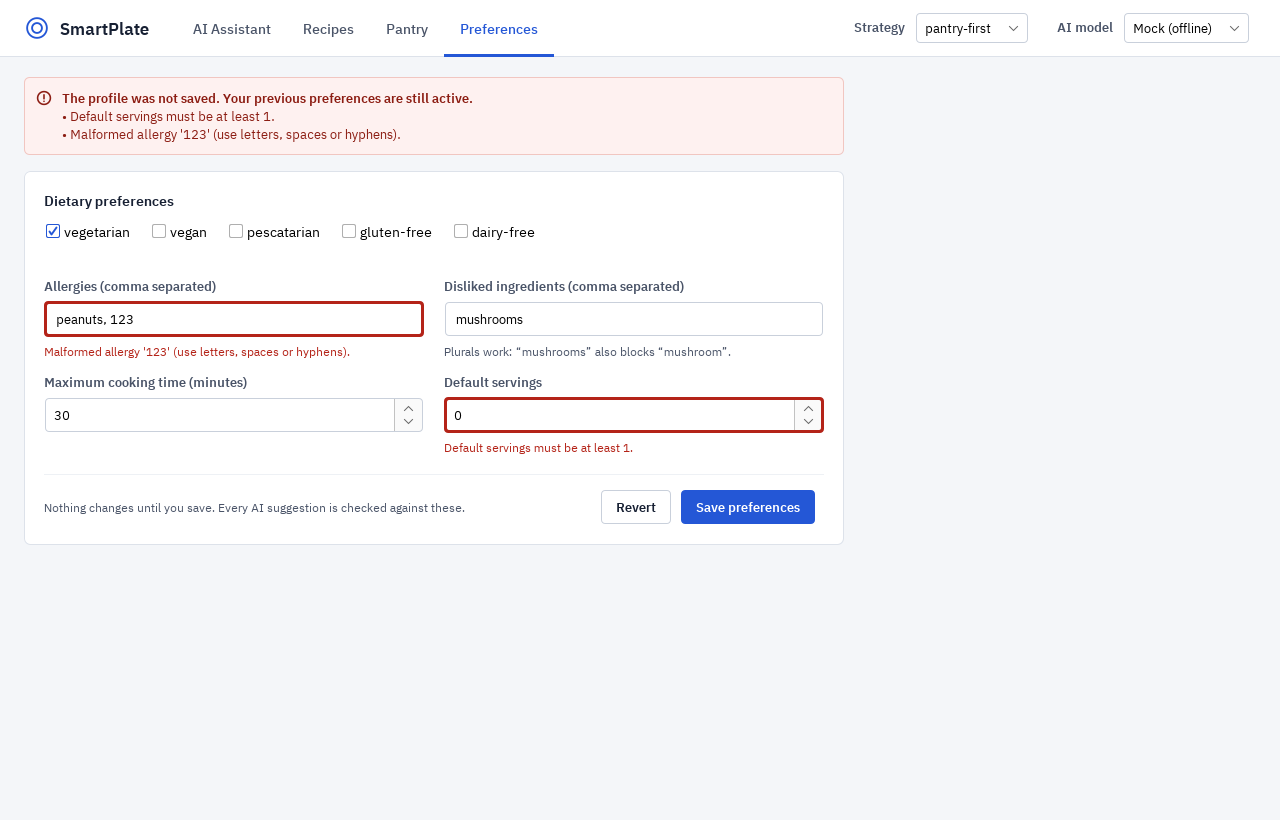 SmartPlate
AI Assistant
Recipes
Pantry
Preferences
Strategy
pantry-first
AI model
Mock (offline)
The profile was not saved. Your previous preferences are still active.
• Default servings must be at least 1.
• Malformed allergy '123' (use letters, spaces or hyphens).
Dietary preferences
vegetarian
vegan
pescatarian
gluten-free
dairy-free
Allergies (comma separated)
peanuts, 123
Malformed allergy '123' (use letters, spaces or hyphens).
Disliked ingredients (comma separated)
mushrooms
Plurals work: “mushrooms” also blocks “mushroom”.
Maximum cooking time (minutes)
30
Default servings
0
Default servings must be at least 1.
Nothing changes until you save. Every AI suggestion is checked against these.
Revert
Save preferences